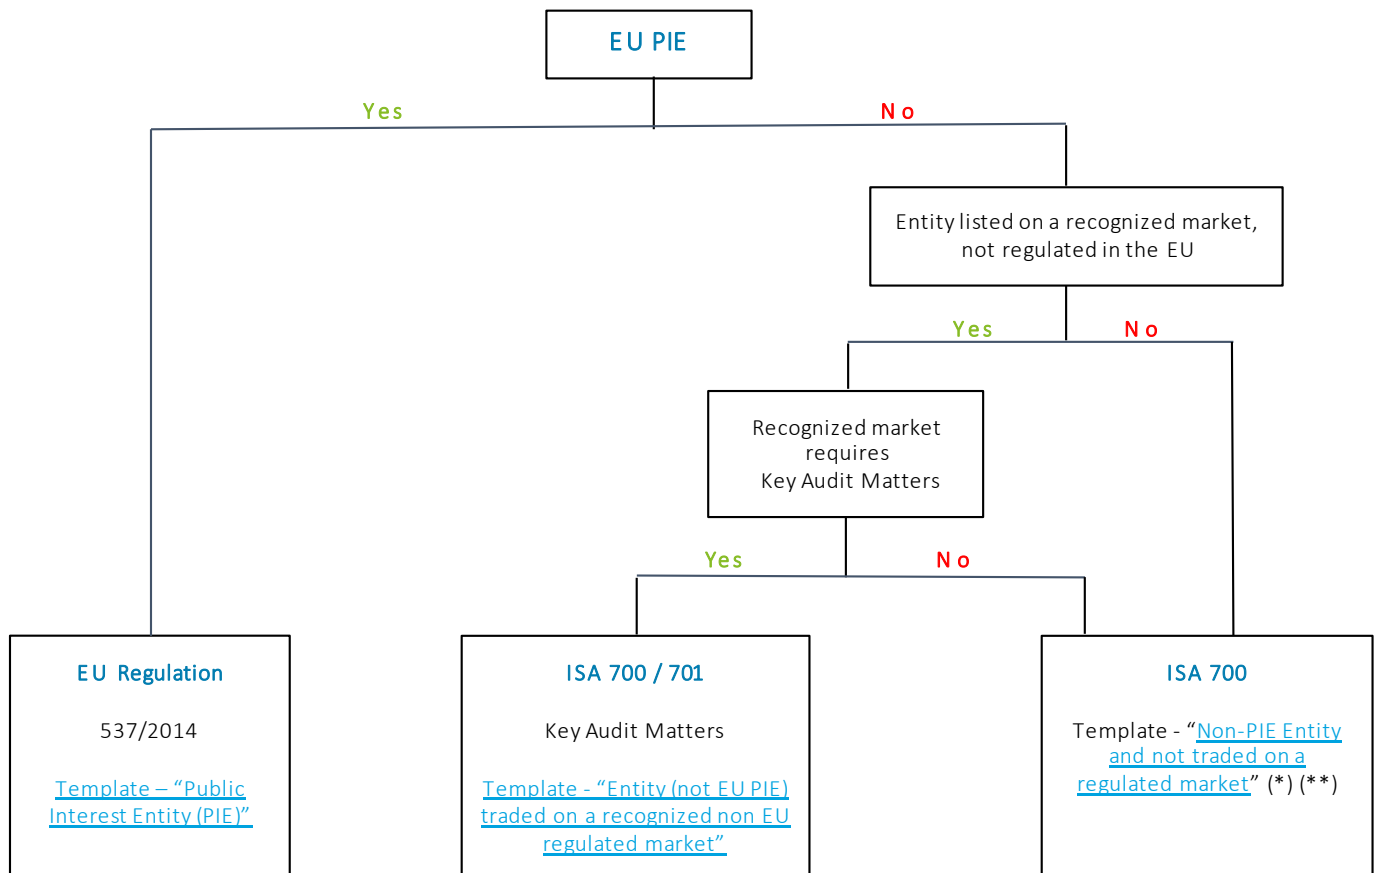 EU PIE
Yes
No
Entity listed on a recognized market,
not regulated in the EU
Yes
No
Recognized market
requires
Key Audit Matters
Yes
No
EU Regulation
537/2014
Template – “Public
Interest Entity (PIE)”
ISA 700 / 701
Key Audit Matters
Template - “Entity (not EU PIE)
traded on a recognized non EU
regulated market”
ISA 700
Template - “Non-PIE Entity
and not traded on a
regulated market” (*) (**)